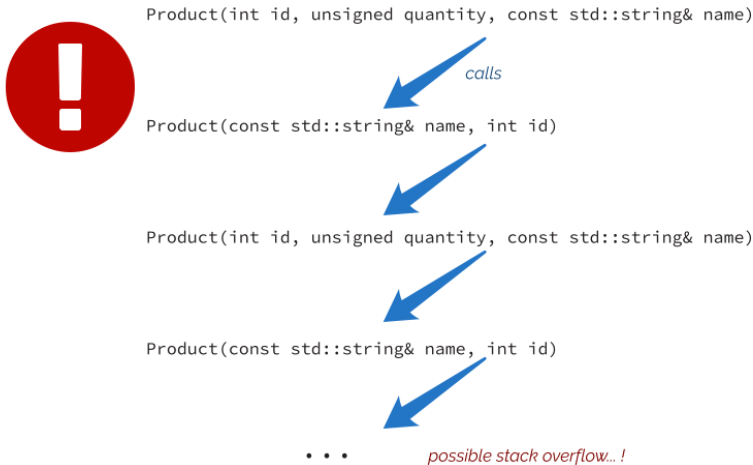 Product(int id, unsigned quantity, const std::string& name)
calls
Product(const std::string& name, int id)
Product(int id, unsigned quantity, const std::string& name)
Product(const std::string& name, int id)
• • • possible stack overflow... !